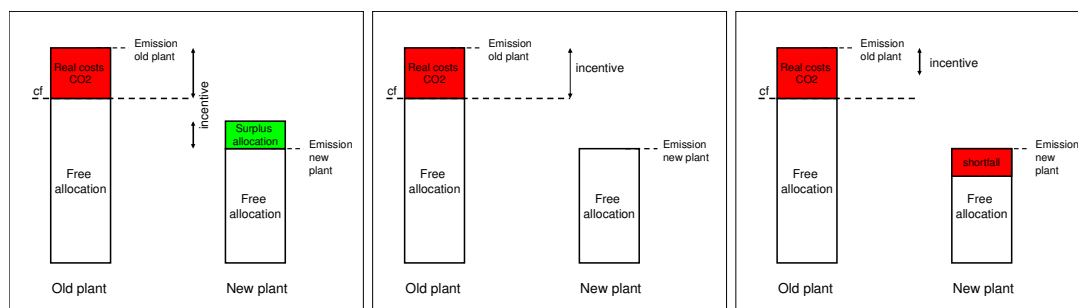 Emission
old plant
Real costs
CO2
cf
incentive
Surplus
allocation
Emission
new
plant
Free
allocation
Free
allocation
Old plant
New plant
Emission
old plant
Real costs
CO2
incentive
cf
Emission
new plant
Free
allocation
Free
allocation
Old plant
New plant
Emission
old plant
Real costs
CO2
incentive
cf
Emission
new
plant
shortfall
Free
allocation
Free
allocation
Old plant
New plant